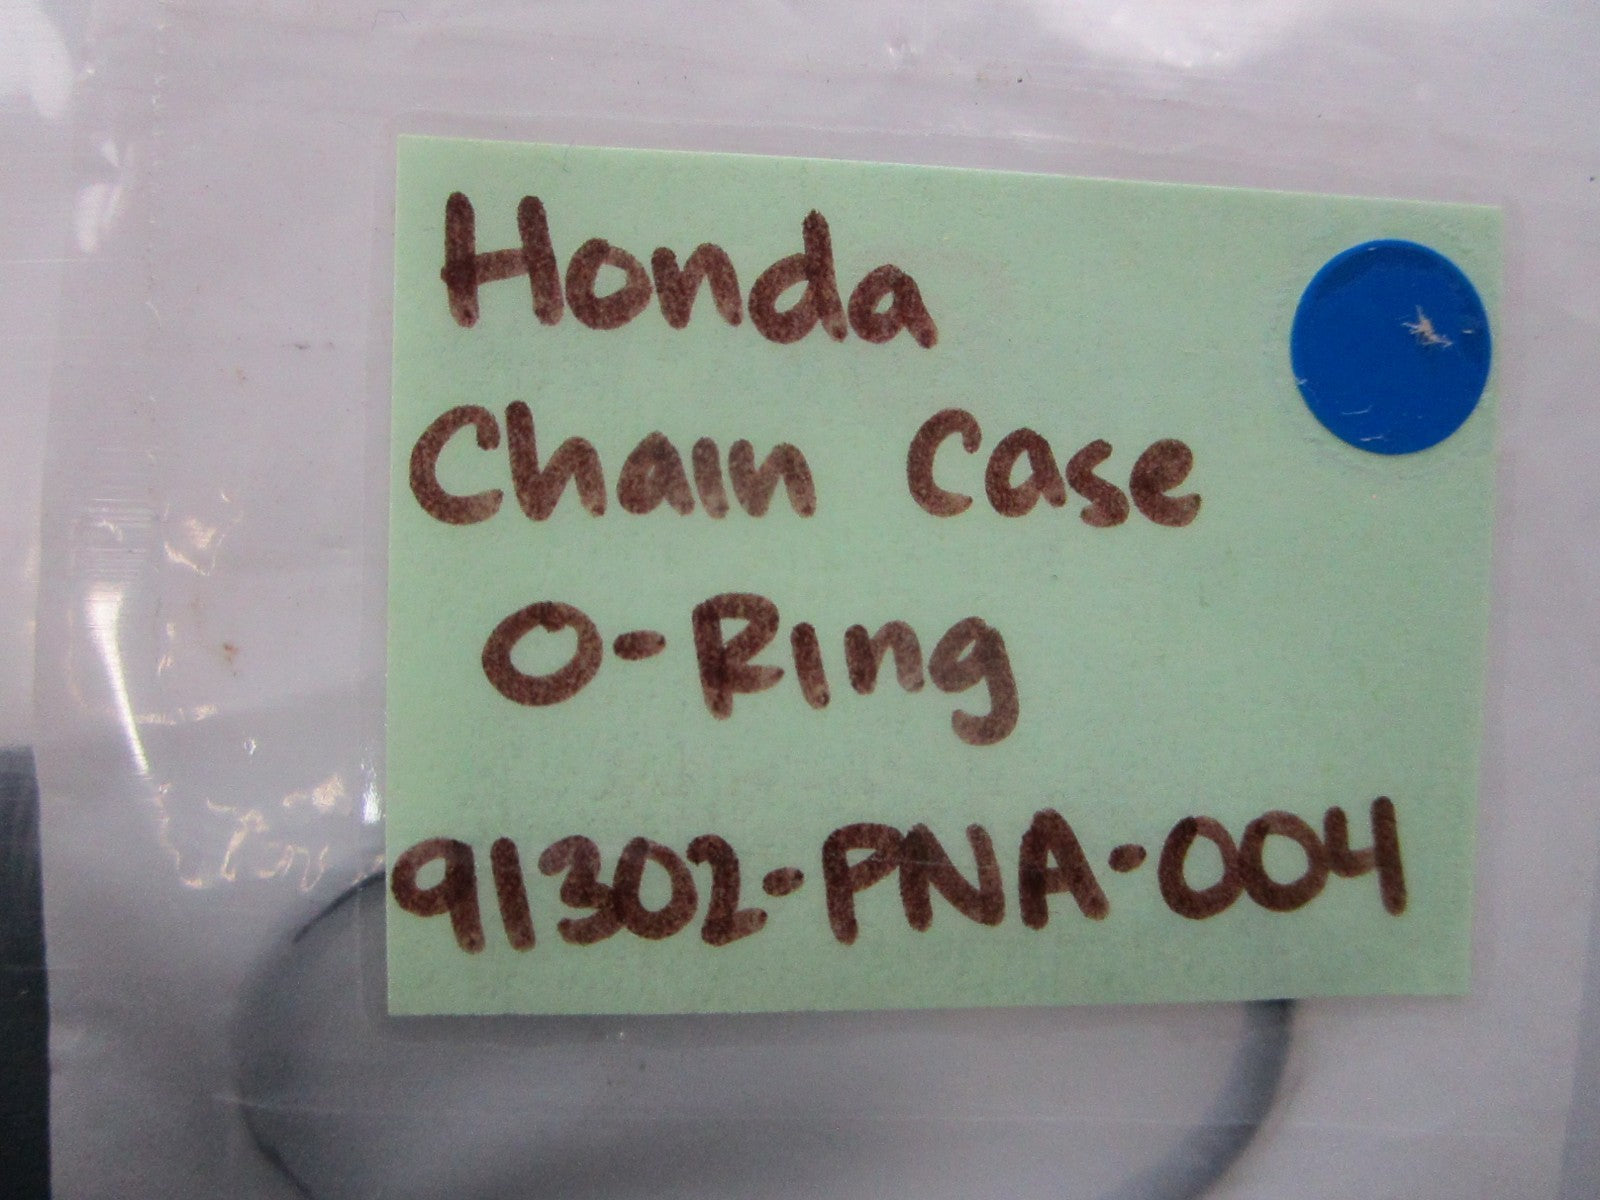 Honda
Chain Case
O-Ring
91302-PNA-004